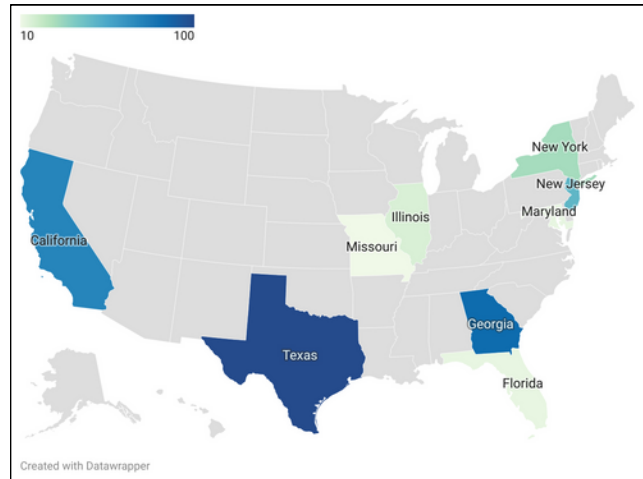 10 100
New York
New Jersey
Maryland
Illinois
Missouri
California
Georgia
Texas
Florida
Created with Datawrapper